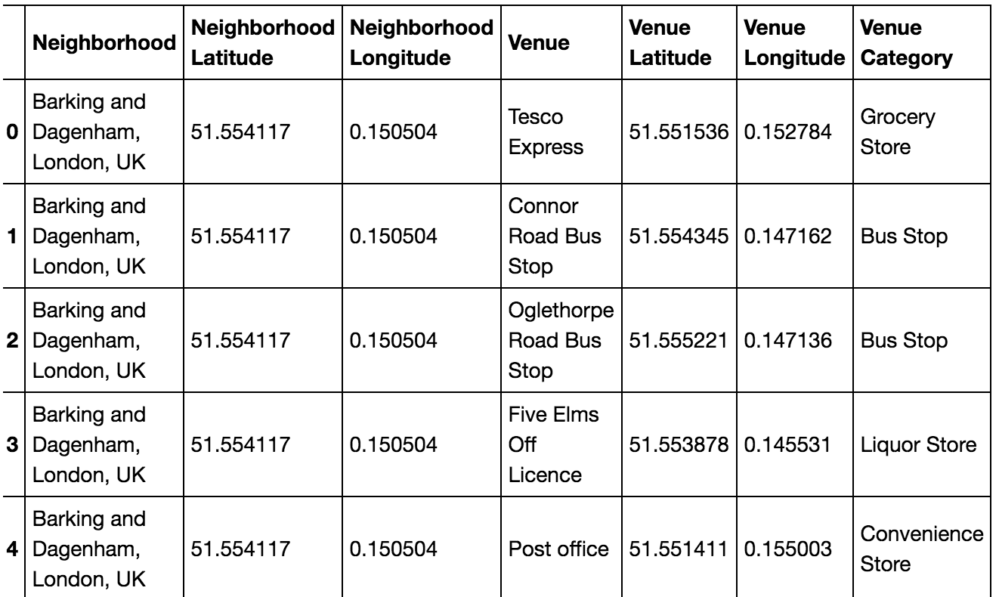 Neighborhood Neighborhood Latitude Neighborhood Longitude Venue Venue Latitude Venue Longitude Venue Category
0 Barking and Dagenham, London, UK 51.554117 0.150504 Tesco Express 51.551536 0.152784 Grocery Store
1 Barking and Dagenham, London, UK 51.554117 0.150504 Connor Road Bus Stop 51.554345 0.147162 Bus Stop
2 Barking and Dagenham, London, UK 51.554117 0.150504 Oglethorpe Road Bus Stop 51.555221 0.147136 Bus Stop
3 Barking and Dagenham, London, UK 51.554117 0.150504 Five Elms Off Licence 51.553878 0.145531 Liquor Store
4 Barking and Dagenham, London, UK 51.554117 0.150504 Post office 51.551411 0.155003 Convenience Store